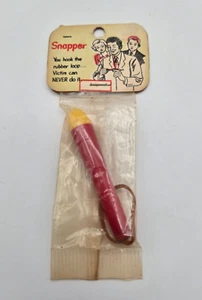 Snapper
You hook the
rubber loop...
Victim can
NEVER do it.